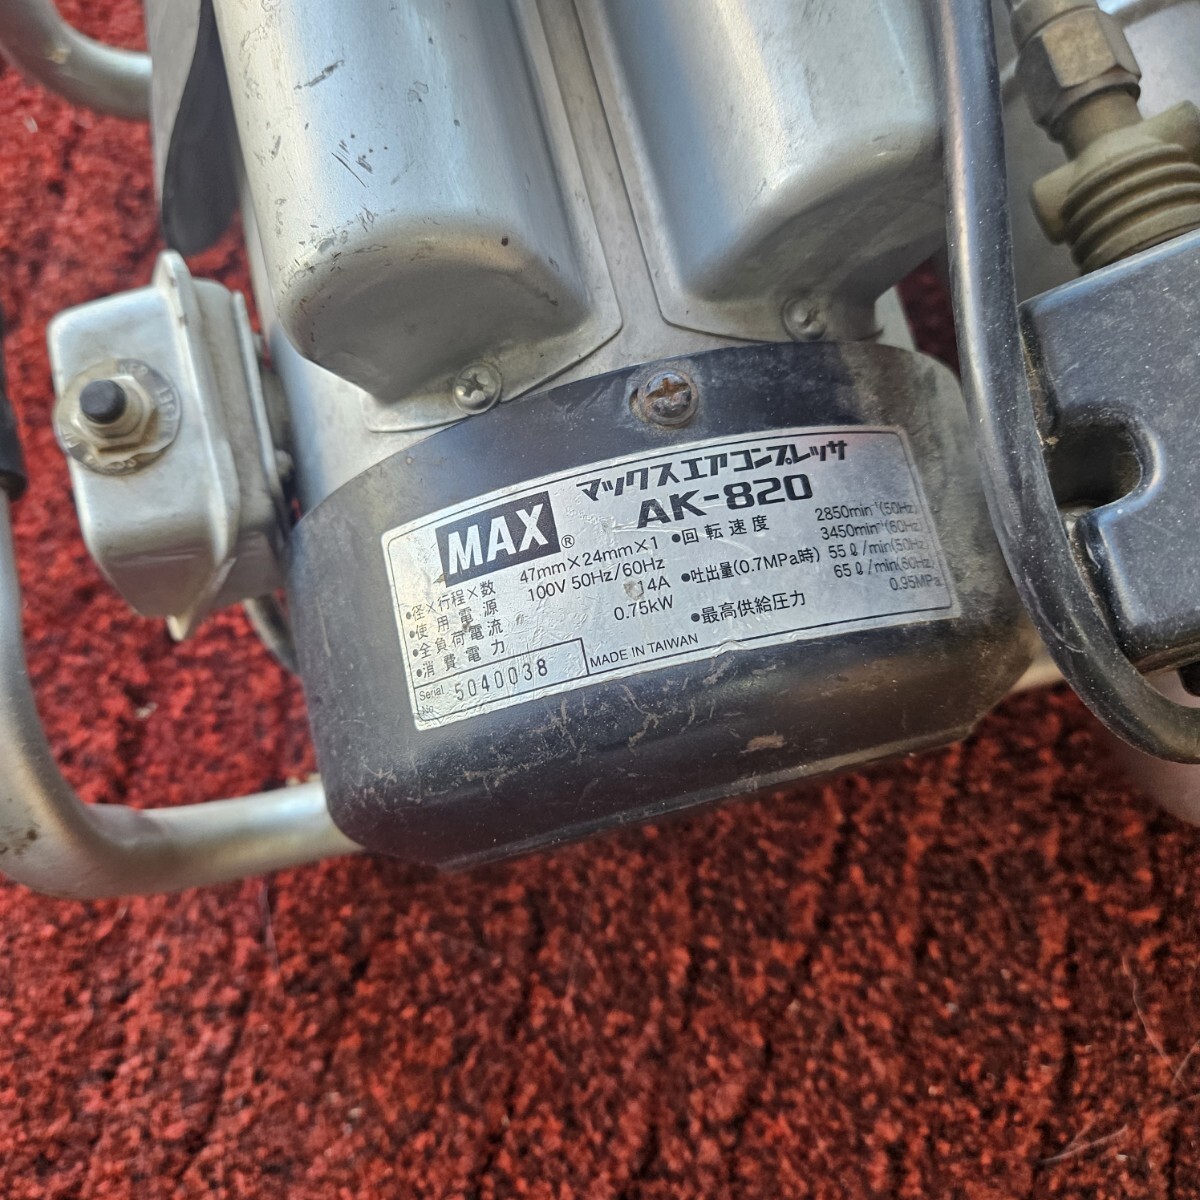 マックスエアコンプレッサ
MAX® AK-820
•径×行程×数 47mm×24mm×1
•使用電源 100V 50Hz/60Hz
•全負荷電流 14A
•消費電力 0.75kW
•回転速度 2850min⁻¹(50Hz)
3450min⁻¹(60Hz)
•吐出量(0.7MPa時) 55ℓ/min(50Hz)
65ℓ/min(60Hz)
•最高供給圧力 0.95MPa
Serial No. 5040038
MADE IN TAIWAN